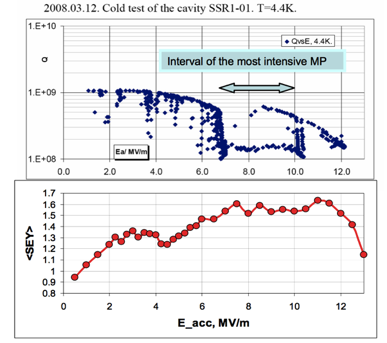 2008.03.12. Cold test of the cavity SSR1-01. T=4.4K.
1.E+10
QvsE, 4.4K.
Q
Interval of the most intensive MP
1.E+09
Ea/ MV/m
1.E+08
0.0 2.0 4.0 6.0 8.0 10.0 12.0
1.7
1.6
1.5
1.4
1.3
1.2
1.1
1
0.9
0.8
<SEY>
0 2 4 6 8 10 12
E_acc, MV/m